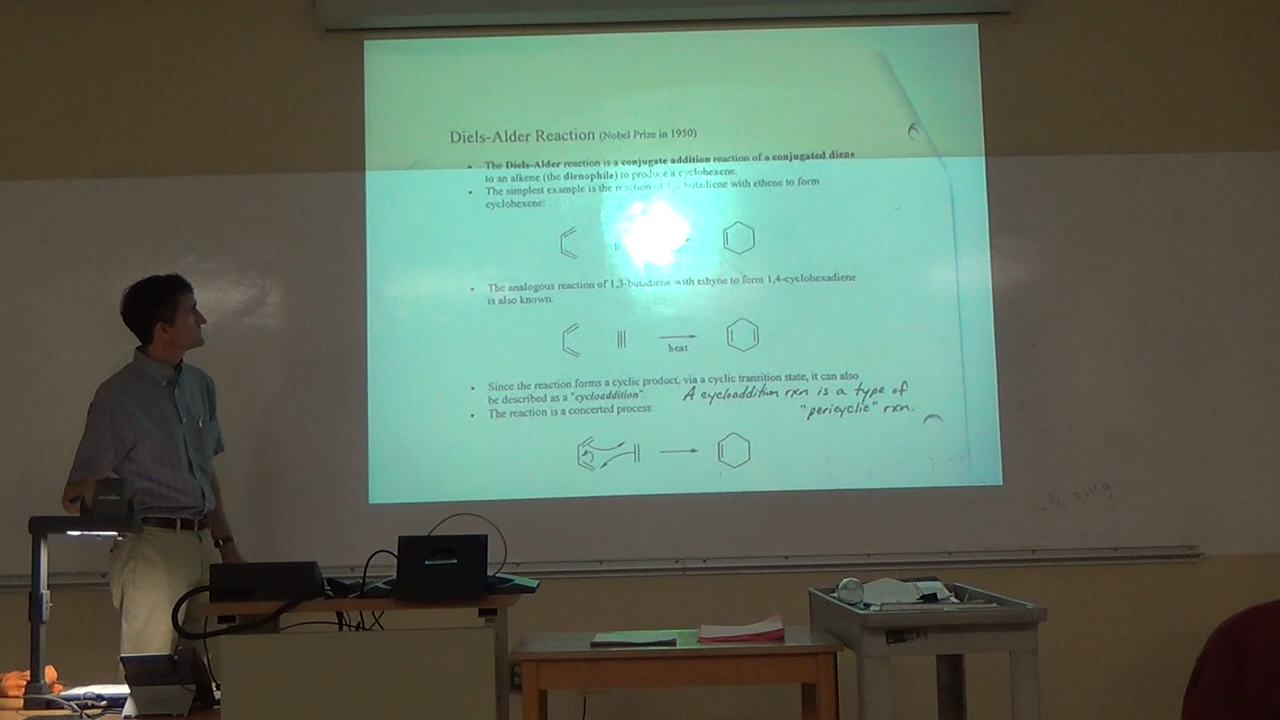 Diels-Alder Reaction (Nobel Prize in 1950)
• The Diels-Alder reaction is a conjugate addition reaction of a conjugated diene
to an alkene (the dienophile) to produce a cyclohexene.
• The simplest example is the reaction of 1,3-butadiene with ethene to form
cyclohexene:
• The analogous reaction of 1,3-butadiene with ethyne to form 1,4-cyclohexadiene
is also known:
heat
• Since the reaction forms a cyclic product, via a cyclic transition state, it can also
be described as a "cycloaddition". A cycloaddition rxn is a type of
"pericyclic" rxn.
• The reaction is a concerted process: